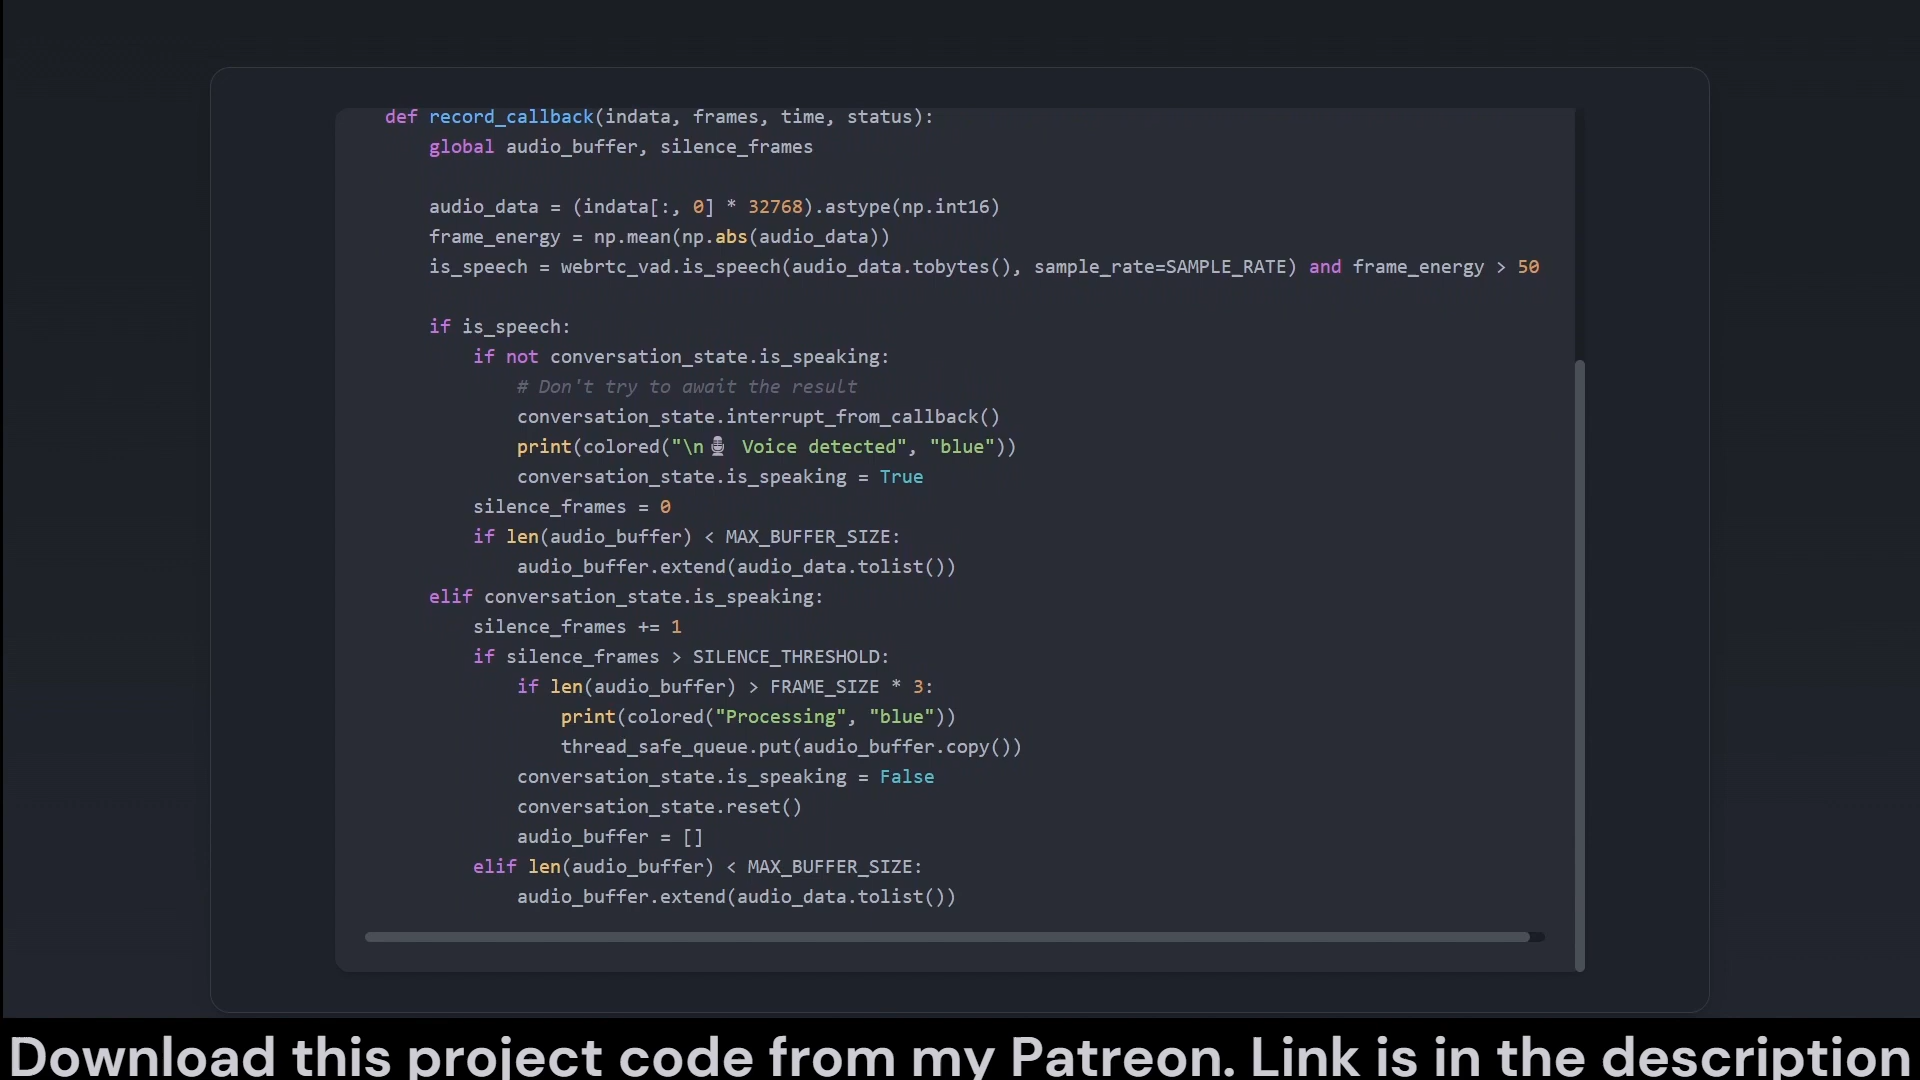 def record_callback(indata, frames, time, status):
    global audio_buffer, silence_frames

    audio_data = (indata[:, 0] * 32768).astype(np.int16)
    frame_energy = np.mean(np.abs(audio_data))
    is_speech = webrtc_vad.is_speech(audio_data.tobytes(), sample_rate=SAMPLE_RATE) and frame_energy > 50

    if is_speech:
        if not conversation_state.is_speaking:
            # Don't try to await the result
            conversation_state.interrupt_from_callback()
            print(colored("\n🎙️ Voice detected", "blue"))
            conversation_state.is_speaking = True
        silence_frames = 0
        if len(audio_buffer) < MAX_BUFFER_SIZE:
            audio_buffer.extend(audio_data.tolist())
    elif conversation_state.is_speaking:
        silence_frames += 1
        if silence_frames > SILENCE_THRESHOLD:
            if len(audio_buffer) > FRAME_SIZE * 3:
                print(colored("Processing", "blue"))
                thread_safe_queue.put(audio_buffer.copy())
            conversation_state.is_speaking = False
            conversation_state.reset()
            audio_buffer = []
        elif len(audio_buffer) < MAX_BUFFER_SIZE:
            audio_buffer.extend(audio_data.tolist())
Download this project code from my Patreon. Link is in the description